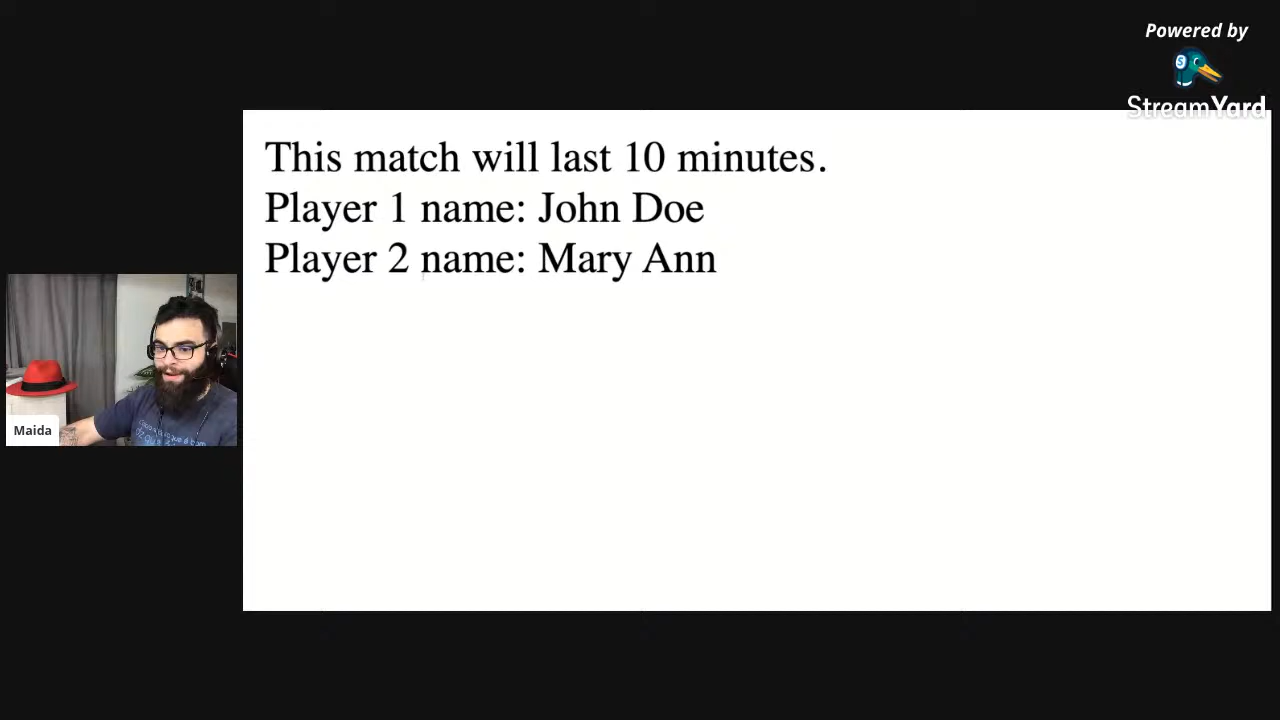 Powered by
StreamYard
This match will last 10 minutes.
Player 1 name: John Doe
Player 2 name: Mary Ann
Maida